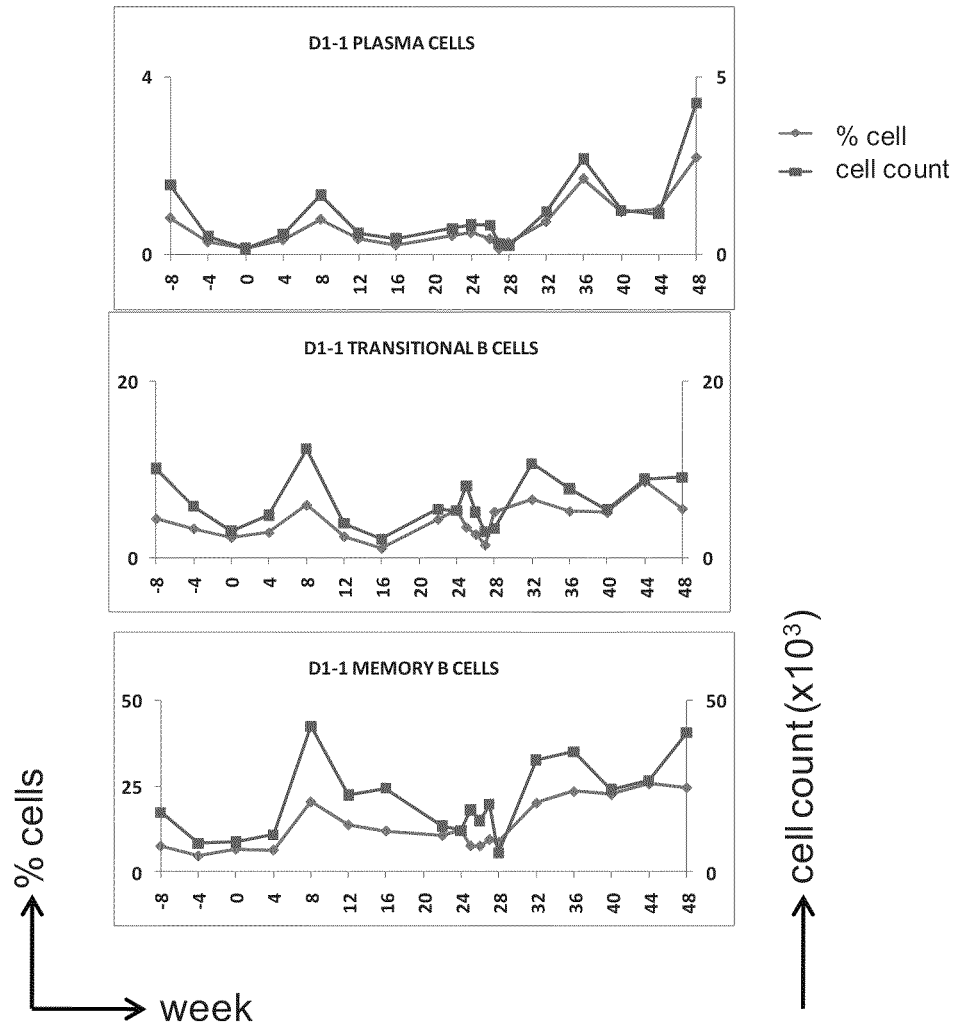 D1-1 PLASMA CELLS
4 5
0 0
-8 -4 0 4 8 12 16 20 24 28 32 36 40 44 48
% cell
cell count
D1-1 TRANSITIONAL B CELLS
20 20
0 0
-8 -4 0 4 8 12 16 20 24 28 32 36 40 44 48
D1-1 MEMORY B CELLS
50 50
25 25
0 0
-8 -4 0 4 8 12 16 20 24 28 32 36 40 44 48
% cells
cell count (x10³)
week